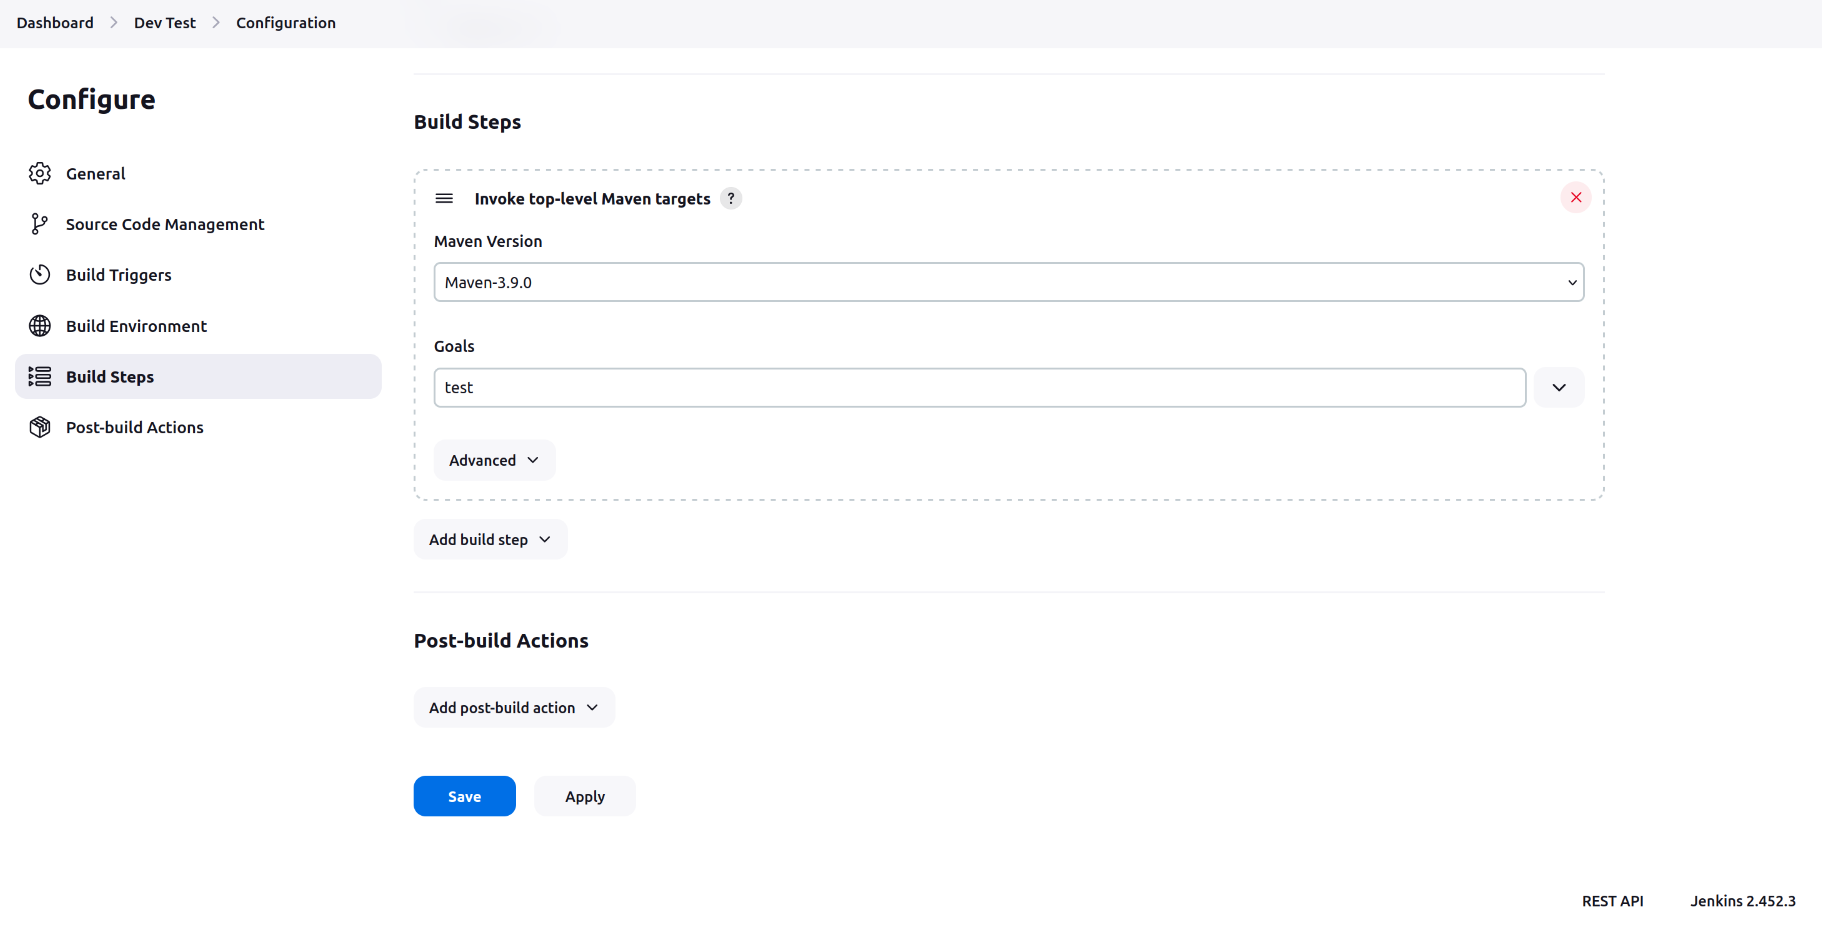 Dashboard > Dev Test > Configuration
Configure
General
Source Code Management
Build Triggers
Build Environment
Build Steps
Post-build Actions
Build Steps
Invoke top-level Maven targets ?
Maven Version
Maven-3.9.0
Goals
test
Advanced
Add build step
Post-build Actions
Add post-build action
Save Apply
REST API Jenkins 2.452.3